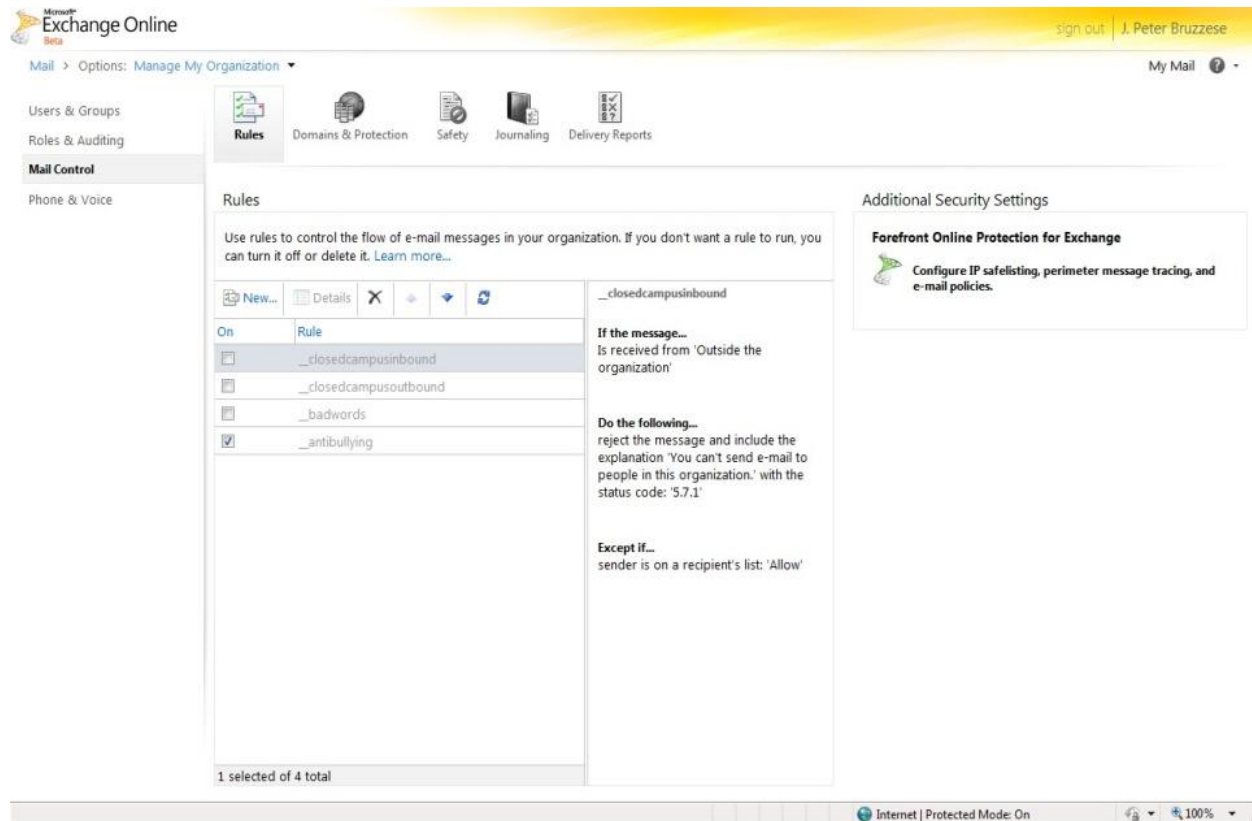 Microsoft®
Exchange Online
Beta
sign out | J. Peter Bruzzese
Mail > Options: Manage My Organization
My Mail
Users & Groups
Roles & Auditing
Mail Control
Phone & Voice
Rules
Domains & Protection
Safety
Journaling
Delivery Reports
Rules
Use rules to control the flow of e-mail messages in your organization. If you don't want a rule to run, you
can turn it off or delete it. Learn more...
New...
Details
On
Rule
__closedcampusinbound
__closedcampusoutbound
__badwords
__antibullying
1 selected of 4 total
__closedcampusinbound
If the message...
Is received from 'Outside the
organization'
Do the following...
reject the message and include the
explanation 'You can't send e-mail to
people in this organization.' with the
status code: '5.7.1'
Except if...
sender is on a recipient's list: 'Allow'
Additional Security Settings
Forefront Online Protection for Exchange
Configure IP safelisting, perimeter message tracing, and
e-mail policies.
Internet | Protected Mode: On
100%